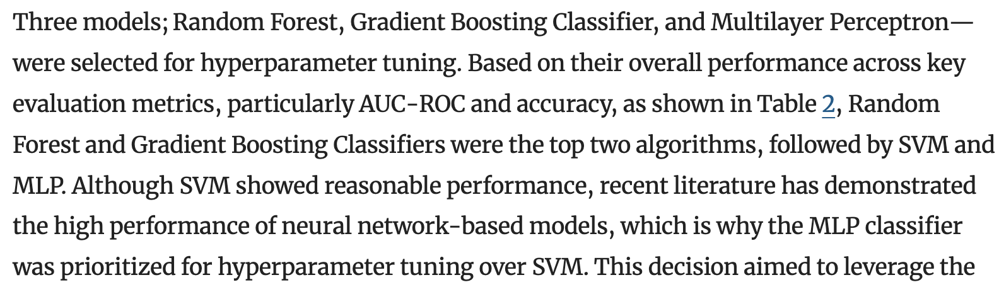 Three models; Random Forest, Gradient Boosting Classifier, and Multilayer Perceptron—
were selected for hyperparameter tuning. Based on their overall performance across key
evaluation metrics, particularly AUC-ROC and accuracy, as shown in Table 2, Random
Forest and Gradient Boosting Classifiers were the top two algorithms, followed by SVM and
MLP. Although SVM showed reasonable performance, recent literature has demonstrated
the high performance of neural network-based models, which is why the MLP classifier
was prioritized for hyperparameter tuning over SVM. This decision aimed to leverage the